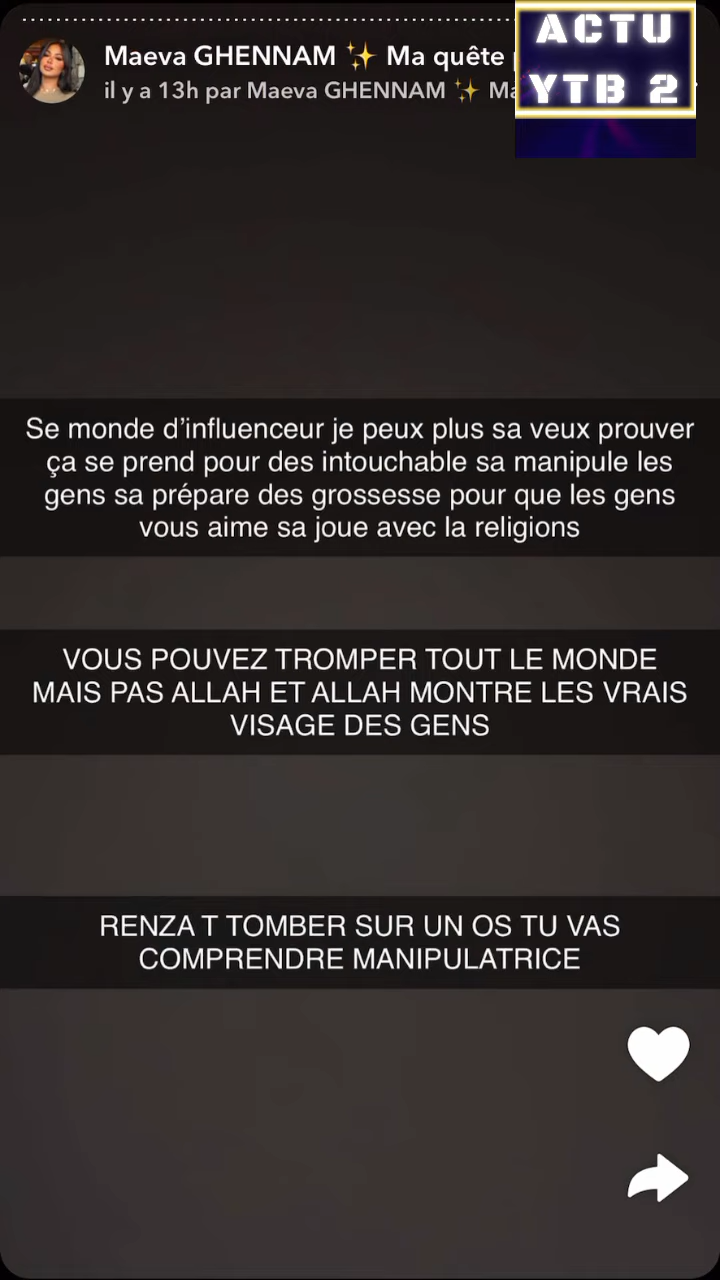 Maeva GHENNAM ✨ Ma quête
il y a 13h par Maeva GHENNAM ✨
ACTU
YTB 2
Se monde d’influenceur je peux plus sa veux prouver
ça se prend pour des intouchable sa manipule les
gens sa prépare des grossesse pour que les gens
vous aime sa joue avec la religions
VOUS POUVEZ TROMPER TOUT LE MONDE
MAIS PAS ALLAH ET ALLAH MONTRE LES VRAIS
VISAGE DES GENS
RENZA T TOMBER SUR UN OS TU VAS
COMPRENDRE MANIPULATRICE